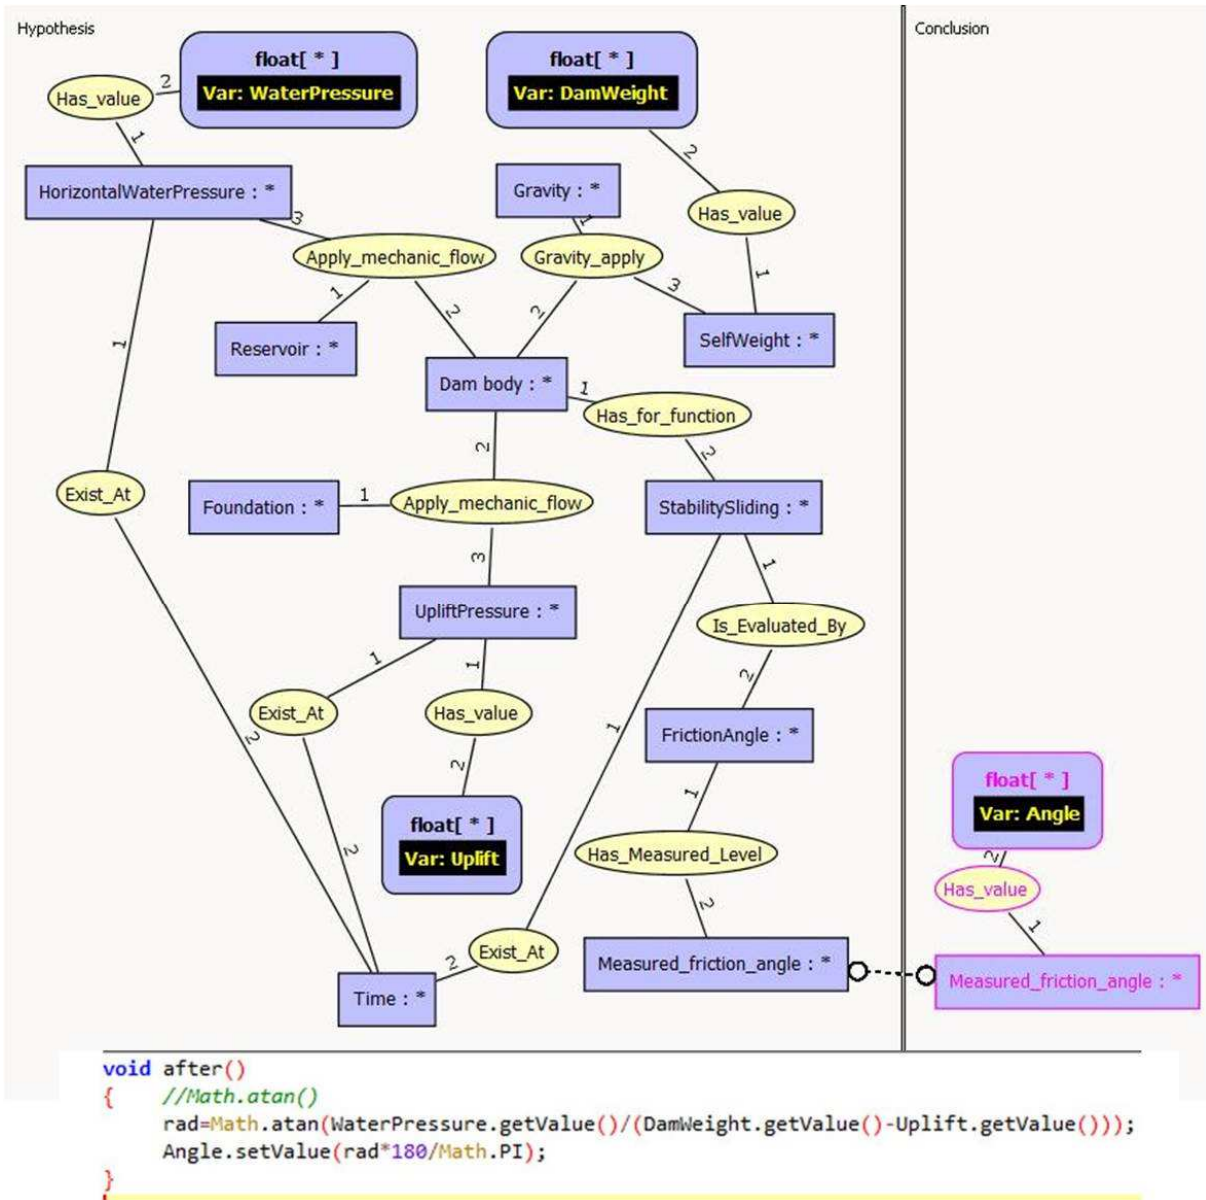 Hypothesis
Conclusion
float[ * ]
Var: WaterPressure
float[ * ]
Var: DamWeight
Has_value
2
1
2
HorizontalWaterPressure : *
Gravity : *
Has_value
3
1
Apply_mechanic_flow
Gravity_apply
1
1
2
2
3
1
Reservoir : *
SelfWeight : *
Dam body : *
1
Has_for_function
2
2
Exist_At
Foundation : *
1
Apply_mechanic_flow
StabilitySliding : *
3
1
UpliftPressure : *
Is_Evaluated_By
1
1
2
Exist_At
Has_value
1
2
FrictionAngle : *
2
float[ * ]
Var: Angle
1
float[ * ]
Var: Uplift
2
Has_Measured_Level
2
Has_value
2
1
Exist_At
2
Measured_friction_angle : *
Measured_friction_angle : *
Time : *
void after()
{ //Math.atan()
rad=Math.atan(WaterPressure.getValue()/(DamWeight.getValue()-Uplift.getValue()));
Angle.setValue(rad*180/Math.PI);
}